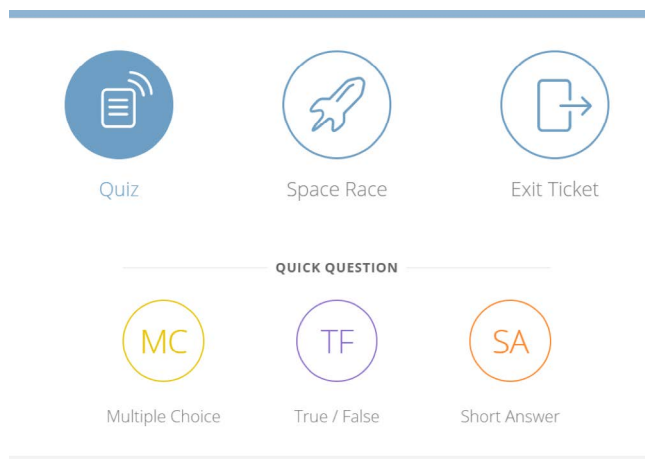 Quiz
Space Race
Exit Ticket
QUICK QUESTION
MC
TF
SA
Multiple Choice
True / False
Short Answer